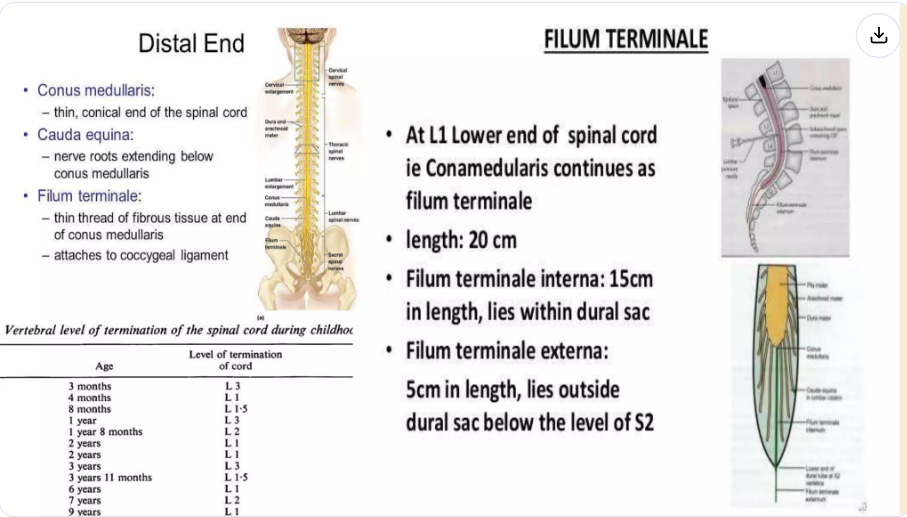 Distal End
• Conus medullaris:
– thin, conical end of the spinal cord
• Cauda equina:
– nerve roots extending below
conus medullaris
• Filum terminale:
– thin thread of fibrous tissue at end
of conus medullaris
– attaches to coccygeal ligament
Cervical
enlargement
Dura and
arachnoid
mater
Lumbar
enlargement
Conus
medullaris
Cauda
equina
Filum
terminale
Cervical
spinal
nerves
Thoracic
spinal
nerves
Lumbar
spinal nerves
Sacral
spinal
nerves
(a)
Vertebral level of termination of the spinal cord during childhoo
Age Level of termination
of cord
3 months L 3
4 months L 1
8 months L 1·5
1 year L 3
1 year 8 months L 2
2 years L 1
2 years L 1
3 years L 3
3 years 11 months L 1·5
6 years L 1
7 years L 2
9 years L 1
FILUM TERMINALE
• At L1 Lower end of spinal cord
ie Conamedularis continues as
filum terminale
• length: 20 cm
• Filum terminale interna: 15cm
in length, lies within dural sac
• Filum terminale externa:
5cm in length, lies outside
dural sac below the level of S2
Conus medullaris
Dura and
arachnoid mater
Subarachnoid space
containing CSF
Filum terminale
internum
Filum terminale
externum
Epidural
space
Lumbar
puncture
needle
Pia mater
Arachnoid mater
Dura mater
Conus
medullaris
Cauda equina
in lumbar cistern
Filum terminale
internum
Lower end of
dural tube at S2
vertebra
Filum terminale
externum